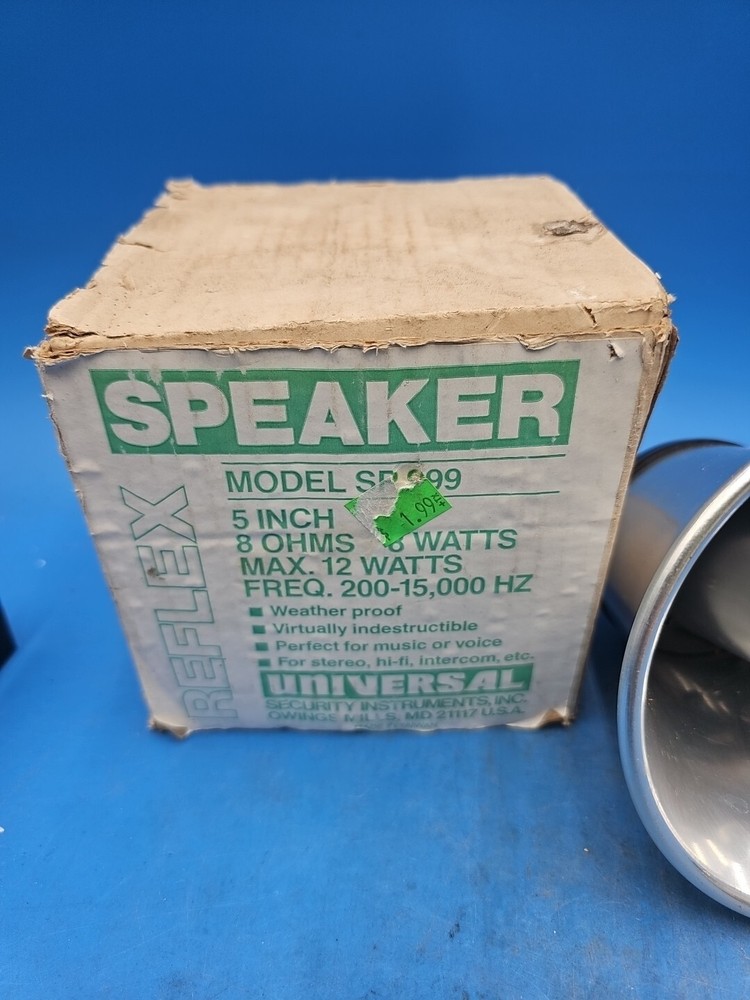 SPEAKER
REFLEX
MODEL SP 99
1.99
5 INCH
8 OHMS 8 WATTS
MAX. 12 WATTS
FREQ. 200-15,000 HZ
■ Weather proof
■ Virtually indestructible
■ Perfect for music or voice
■ For stereo, hi-fi, intercom, etc.
UNIVERSAL
SECURITY INSTRUMENTS, INC.
OWINGS MILLS, MD 21117 U.S.A.